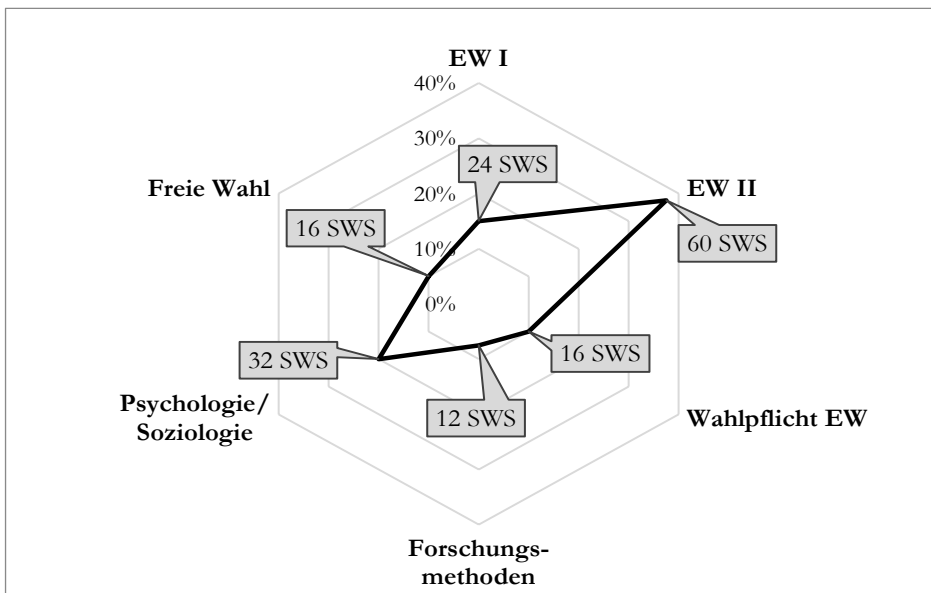 EW I
40%
30%
24 SWS
20%
Freie Wahl
EW II
16 SWS
10%
60 SWS
0%
32 SWS
16 SWS
12 SWS
Psychologie/
Soziologie
Wahlpflicht EW
Forschungs-
methoden